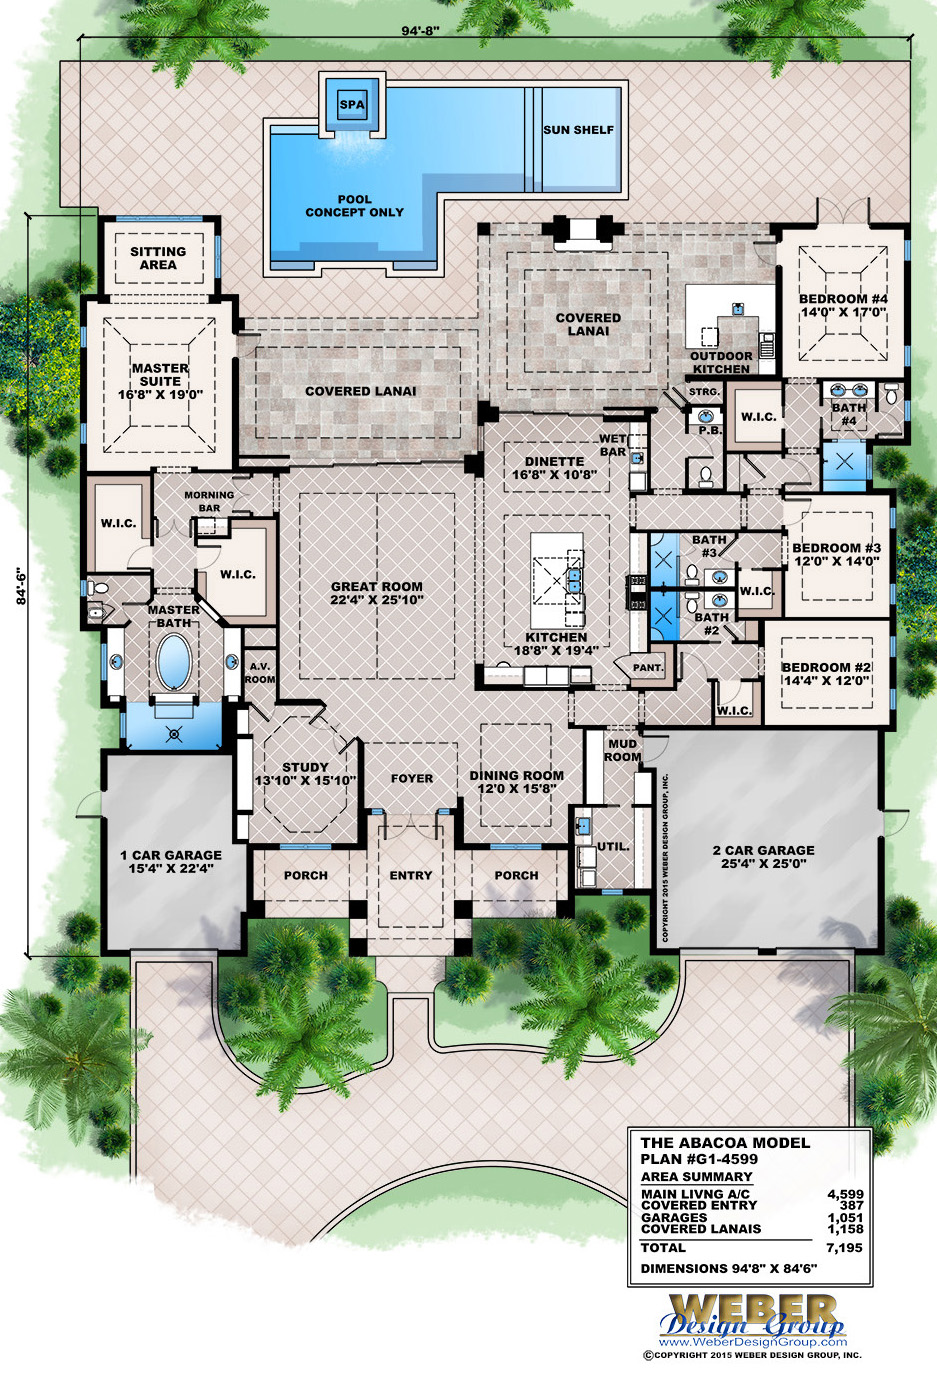 94'-8"
SPA
SUN SHELF
POOL
CONCEPT ONLY
SITTING
AREA
BEDROOM #4
14'0" X 17'0"
COVERED
LANAI
MASTER
SUITE
16'8" X 19'0"
OUTDOOR
KITCHEN
COVERED LANAI
STRG.
W.I.C.
BATH
#4
P.B.
WET
BAR
DINETTE
16'8" X 10'8"
MORNING
BAR
W.I.C.
BATH
#3
BEDROOM #3
12'0" X 14'0"
W.I.C.
GREAT ROOM
22'4" X 25'10"
84'-6"
W.I.C.
MASTER
BATH
BATH
#2
KITCHEN
18'8" X 19'4"
A.V.
ROOM
PANT.
BEDROOM #2
14'4" X 12'0"
W.I.C.
MUD
ROOM
STUDY
13'10" X 15'10"
FOYER
DINING ROOM
12'0 X 15'8"
UTIL.
1 CAR GARAGE
15'4" X 22'4"
2 CAR GARAGE
25'4" X 25'0"
COPYRIGHT 2015 WEBER DESIGN GROUP, INC.
PORCH
ENTRY
PORCH
THE ABACOA MODEL
PLAN #G1-4599
AREA SUMMARY
MAIN LIVNG A/C 4,599
COVERED ENTRY 387
GARAGES 1,051
COVERED LANAIS 1,158
TOTAL 7,195
DIMENSIONS 94'8" X 84'6"
WEBER
Design Group
www.WeberDesignGroup.com
©COPYRIGHT 2015 WEBER DESIGN GROUP, INC.